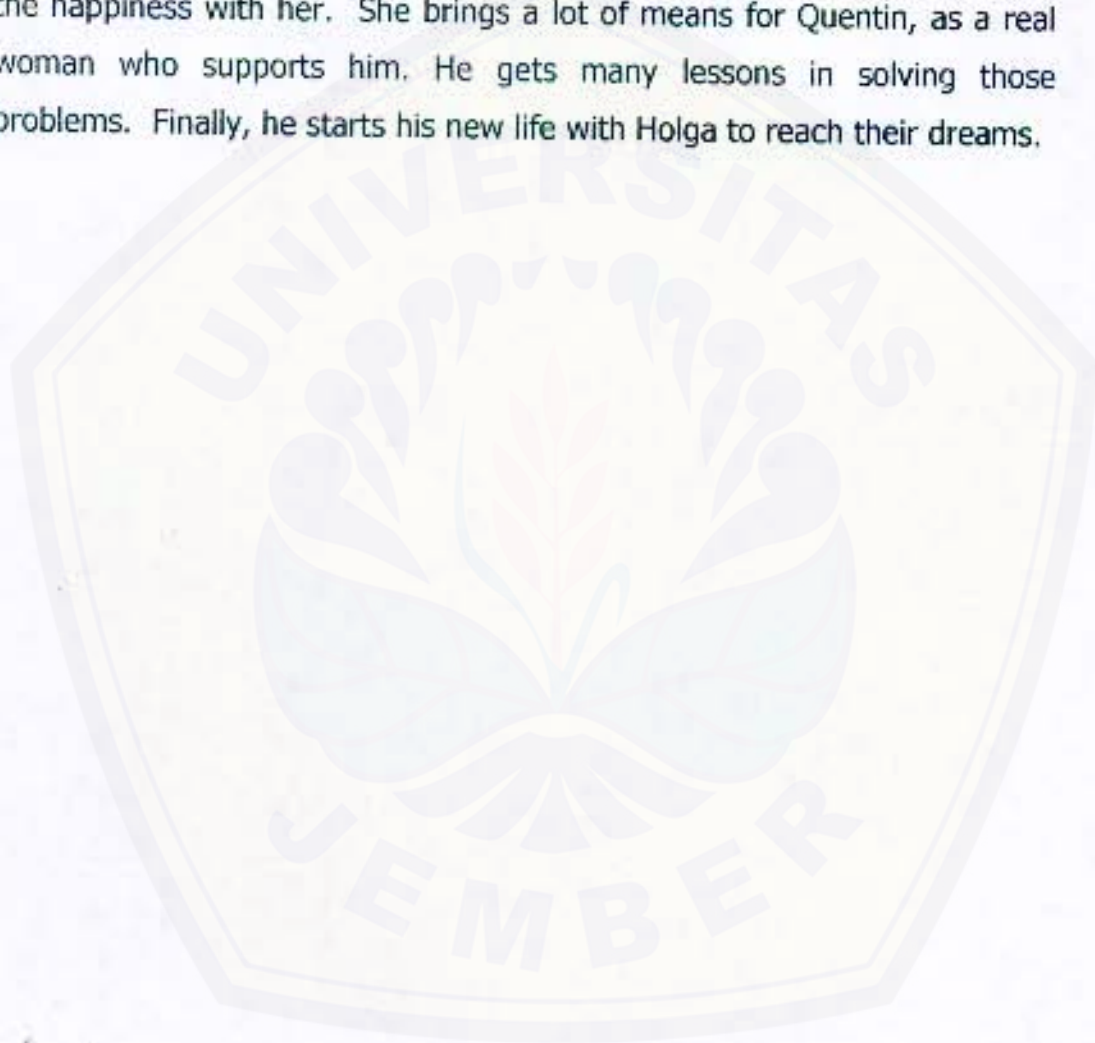 the happiness with her. She brings a lot of means for Quentin, as a real
woman who supports him. He gets many lessons in solving those
problems. Finally, he starts his new life with Holga to reach their dreams.
UNIVERSITAS
JEMBER